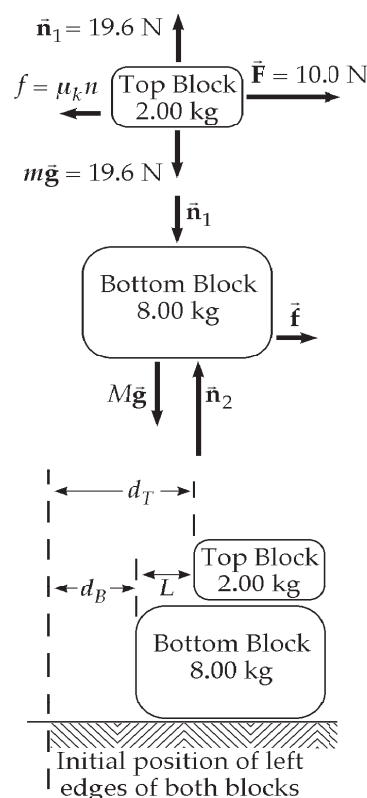 n⃗₁ = 19.6 N
f = μₖn
Top Block
2.00 kg
F⃗ = 10.0 N
mg⃗ = 19.6 N
n⃗₁
Bottom Block
8.00 kg
f⃗
Mg⃗
n⃗₂
d_T
d_B
L
Top Block
2.00 kg
Bottom Block
8.00 kg
Initial position of left
edges of both blocks